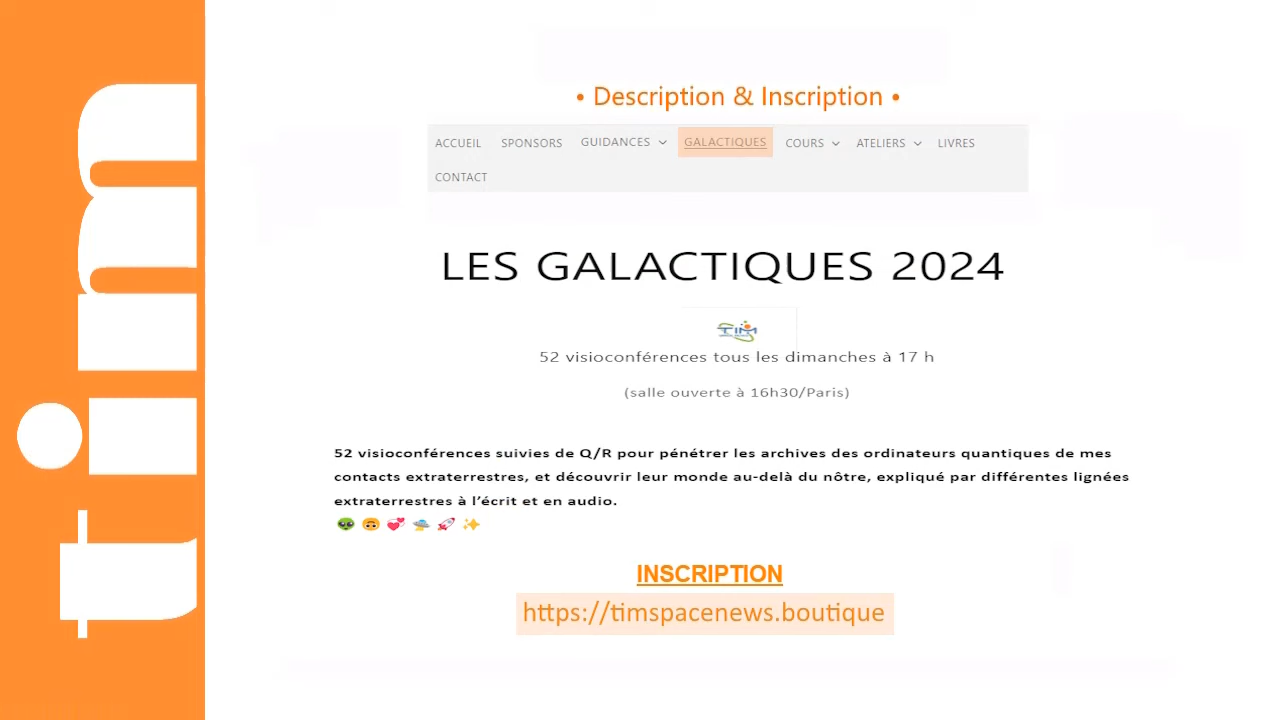 tim
• Description & Inscription •
ACCUEIL SPONSORS GUIDANCES GALACTIQUES COURS ATELIERS LIVRES
CONTACT
LES GALACTIQUES 2024
TIM
52 visioconférences tous les dimanches à 17 h
(salle ouverte à 16h30/Paris)
52 visioconférences suivies de Q/R pour pénétrer les archives des ordinateurs quantiques de mes
contacts extraterrestres, et découvrir leur monde au-delà du nôtre, expliqué par différentes lignées
extraterrestres à l’écrit et en audio.
👽 🙃 💞 🛸 🚀 ✨
INSCRIPTION
https://timspacenews.boutique